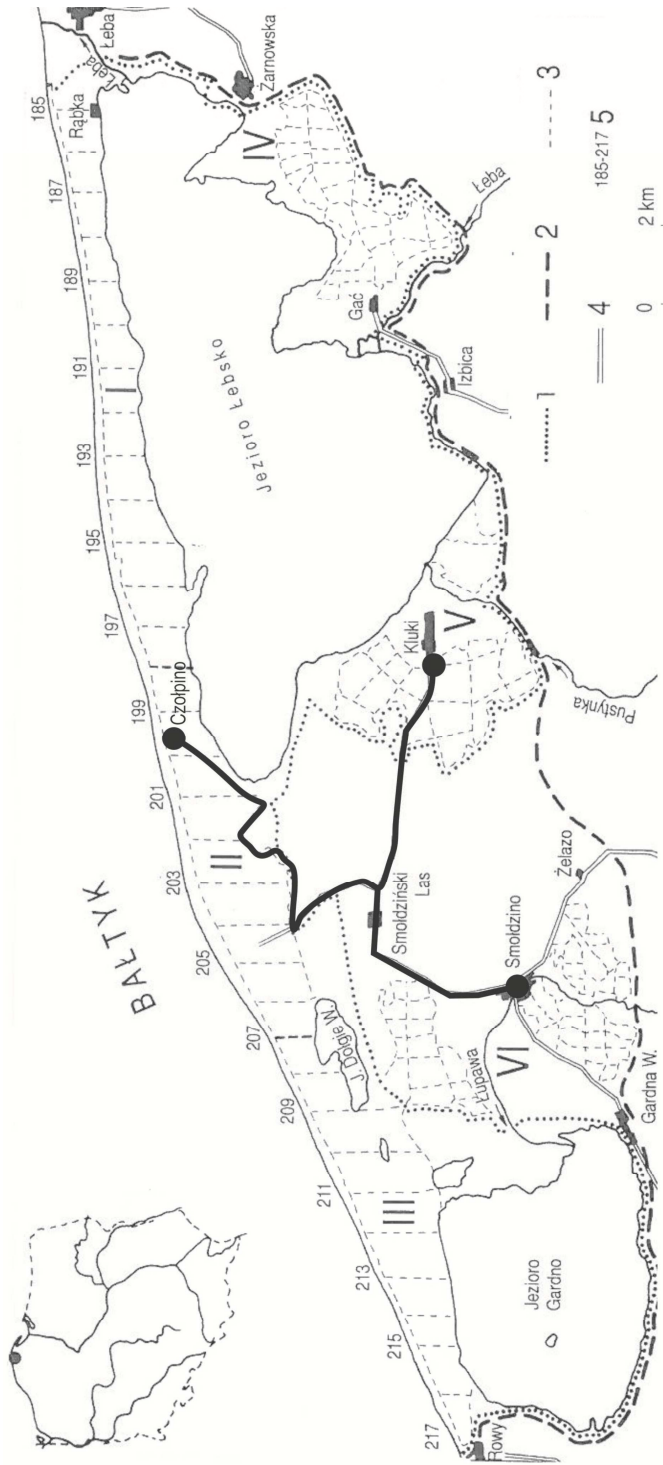 BAŁTYK
217
215
213
211
209
207
205
203
201
199
197
195
193
191
189
187
185
Rowy
Jezioro
Gardno
III
J. Dołgie W.
Gardna W.
VI
Łupawa
Smołdzino
Żelazo
Smołdziński
Las
II
Czołpino
Kluki
V
Pustynka
I
Jezioro Łebsko
Izbica
Gać
Łeba
IV
Żarnowska
Rąbka
Łeba
Łeba
1
2
3
4
185-217 5
0 2 km